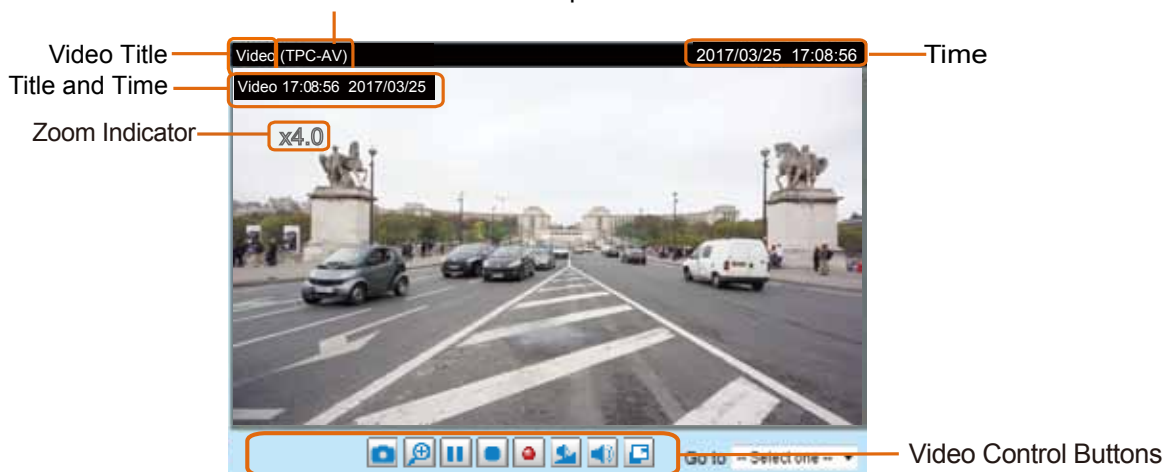 Video Title
Video (TPC-AV)
2017/03/25 17:08:56
Time
Title and Time
Video 17:08:56 2017/03/25
Zoom Indicator
x4.0
Go to
-- Select one --
Video Control Buttons